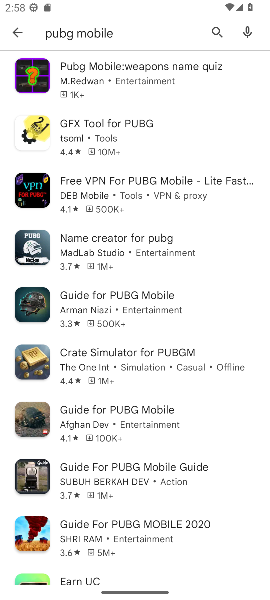 2:58
pubg mobile
Pubg Mobile:weapons name quiz
M.Redwan • Entertainment
1K+
GFX Tool for PUBG
tsoml • Tools
4.4★ 10M+
VPN
FOR PUBG
Free VPN For PUBG Mobile - Lite Fast...
DEB Mobile • Tools • VPN & proxy
4.1★ 500K+
PUBG
Name creator for pubg
MadLab Studio • Entertainment
3.7★ 1M+
Guide for PUBG Mobile
Arman Niazi • Entertainment
3.3★ 500K+
Crate Simulator for PUBGM
The One Int • Simulation • Casual • Offline
4.4★ 1M+
Guide for PUBG Mobile
Afghan Dev • Entertainment
4.1★ 100K+
Guide
Guide For PUBG Mobile Guide
SUBUH BERKAH DEV • Action
3.7★ 1M+
Guide For PUBG MOBILE 2020
SHRI RAM • Entertainment
3.6★ 5M+
Earn UC